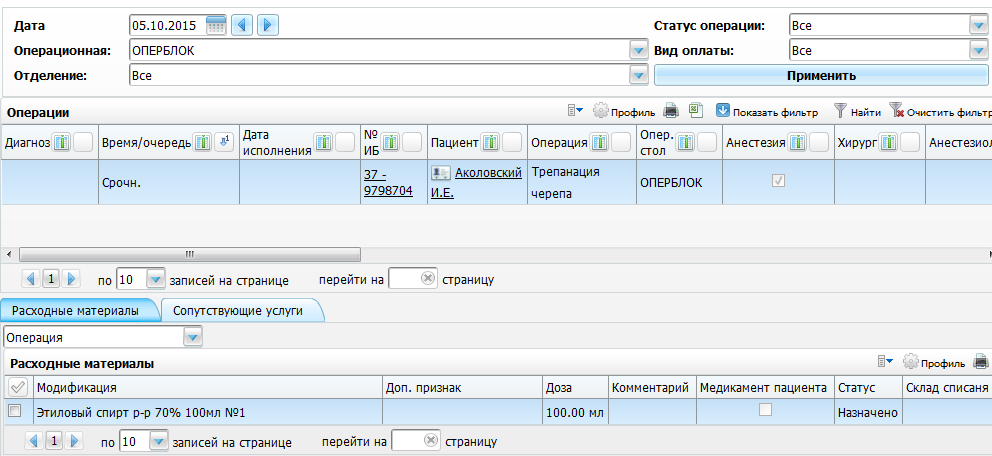 Дата 05.10.2015 Статус операции: Все
Операционная: ОПЕРБЛОК Вид оплаты: Все
Отделение: Все Применить
Операции Профиль Показать фильтр Найти Очистить фильтр
Диагноз Время/очередь 1 Дата исполнения № ИБ Пациент Операция Опер. стол Анестезия Хирург Анестезиол
Срочн. 37 - 9798704 Аколовский И.Е. Трепанация черепа ОПЕРБЛОК
1 по 10 записей на странице перейти на страницу
Расходные материалы Сопутствующие услуги
Операция
Расходные материалы Профиль
Модификация Доп. признак Доза Комментарий Медикамент пациента Статус Склад списаня
Этиловый спирт р-р 70% 100мл №1 100.00 мл Назначено
1 по 10 записей на странице перейти на страницу